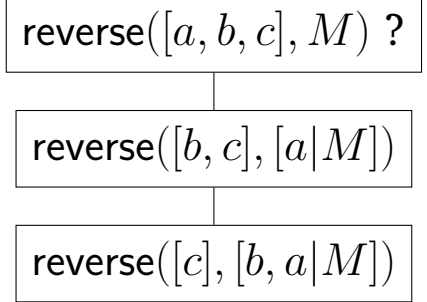 reverse([a, b, c], M) ?
reverse([b, c], [a|M])
reverse([c], [b, a|M])